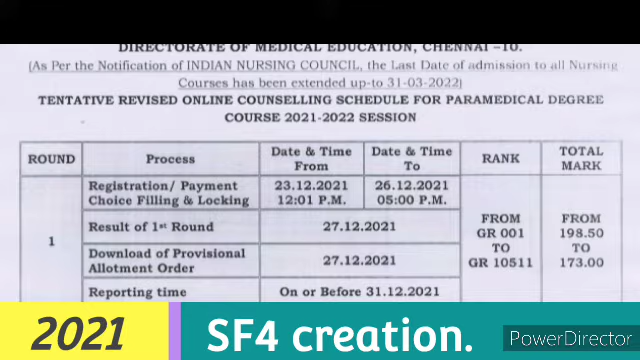 DIRECTORATE OF MEDICAL EDUCATION, CHENNAI –10.
(As Per the Notification of INDIAN NURSING COUNCIL, the Last Date of admission to all Nursing
Courses has been extended up-to 31-03-2022)
TENTATIVE REVISED ONLINE COUNSELLING SCHEDULE FOR PARAMEDICAL DEGREE
COURSE 2021-2022 SESSION
ROUND Process Date & Time From Date & Time To RANK TOTAL MARK
1 Registration/ Payment Choice Filling & Locking 23.12.2021 12:01 P.M. 26.12.2021 05:00 P.M. FROM GR 001 TO GR 10511 FROM 198.50 TO 173.00
Result of 1st Round 27.12.2021
Download of Provisional Allotment Order 27.12.2021
Reporting time On or Before 31.12.2021
2021 SF4 creation.
PowerDirector